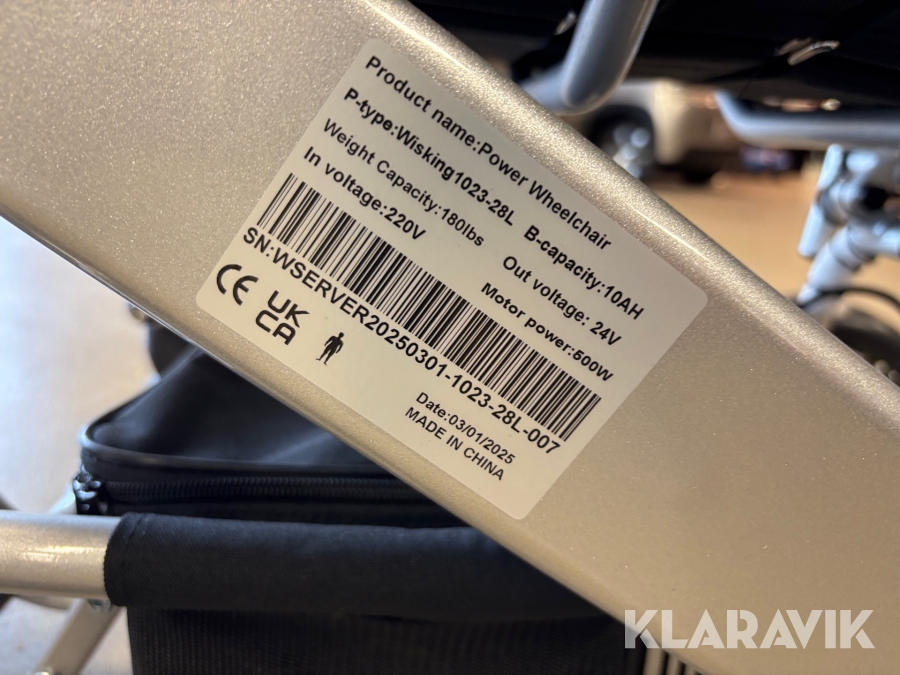 Product name:Power Wheelchair
P-type:Wisking1023-28L B-capacity:10AH
Weight Capacity:180lbs Out voltage: 24V
In voltage:220V Motor power:500W
SN:WSERVER20250301-1023-28L-007
CE UK CA
Date:03/01/2025
MADE IN CHINA
KLARAVIK